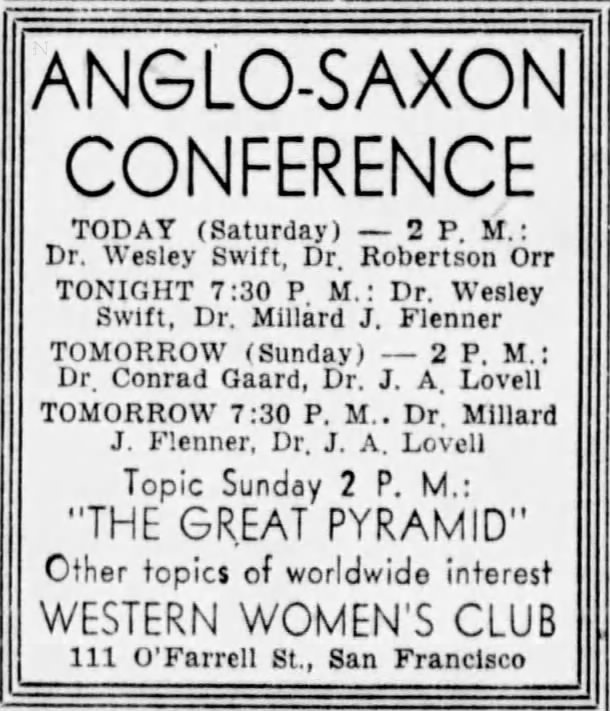 ANGLO-SAXON
CONFERENCE
TODAY (Saturday) — 2 P. M.:
Dr. Wesley Swift, Dr. Robertson Orr
TONIGHT 7:30 P. M.: Dr. Wesley
Swift, Dr. Millard J. Flenner
TOMORROW (Sunday) — 2 P. M.:
Dr. Conrad Gaard, Dr. J. A. Lovell
TOMORROW 7:30 P. M.. Dr. Millard
J. Flenner, Dr. J. A. Lovell
Topic Sunday 2 P. M.:
"THE GREAT PYRAMID"
Other topics of worldwide interest
WESTERN WOMEN'S CLUB
111 O'Farrell St., San Francisco